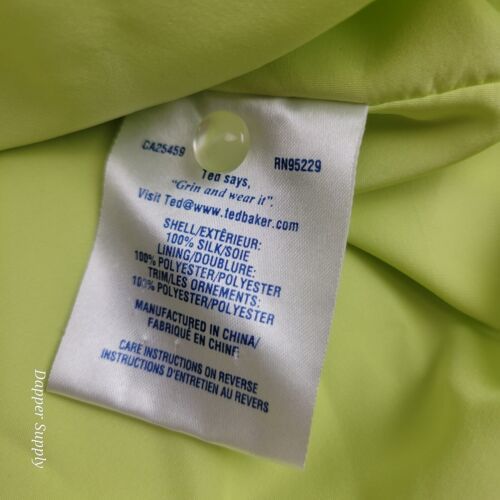 CA25459
RN95229
Ted says,
"Grin and wear it".
Visit Ted@www.tedbaker.com
SHELL/EXTÉRIEUR:
100% SILK/SOIE
LINING/DOUBLURE:
100% POLYESTER/POLYESTER
TRIM/LES ORNEMENTS:
100% POLYESTER/POLYESTER
MANUFACTURED IN CHINA/
FABRIQUÉ EN CHINE
CARE INSTRUCTIONS ON REVERSE
INSTRUCTIONS D'ENTRETIEN AU REVERS
Dapper Supply